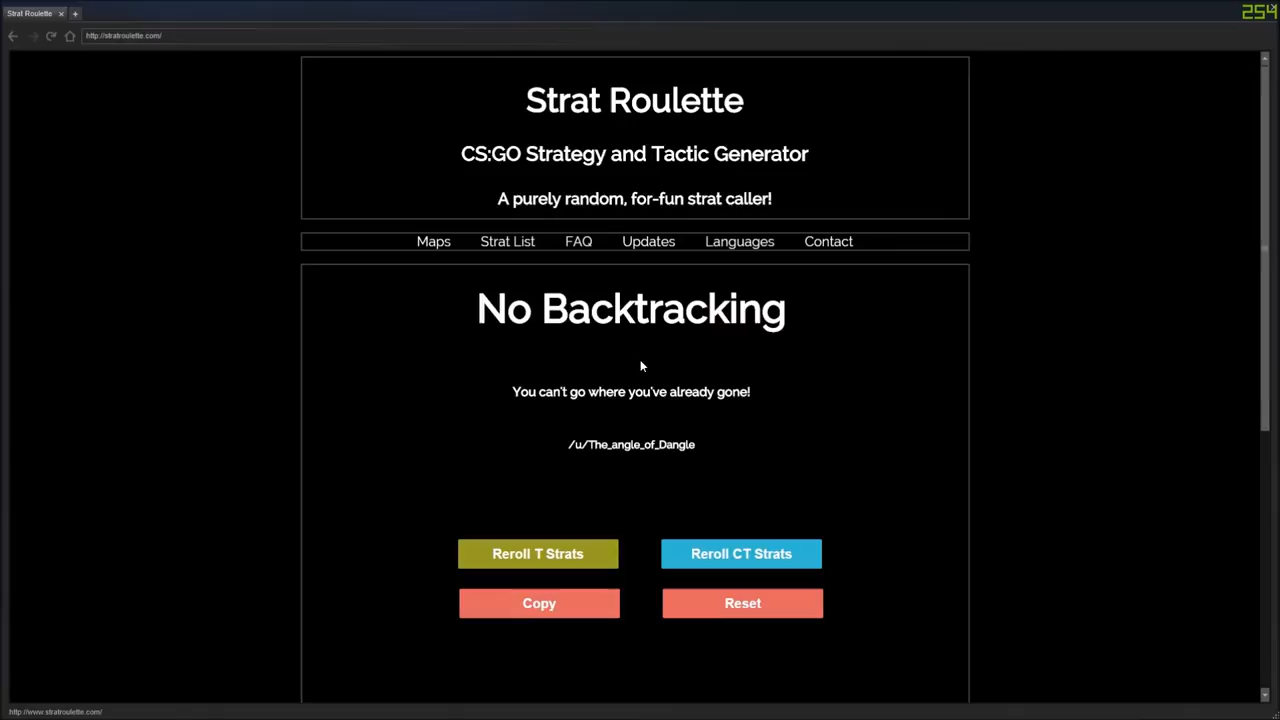 Strat Roulette
254
http://stratroulette.com/
Strat Roulette
CS:GO Strategy and Tactic Generator
A purely random, for-fun strat caller!
Maps Strat List FAQ Updates Languages Contact
No Backtracking
You can't go where you've already gone!
/u/The_angle_of_Dangle
Reroll T Strats Reroll CT Strats
Copy Reset
http://www.stratroulette.com/